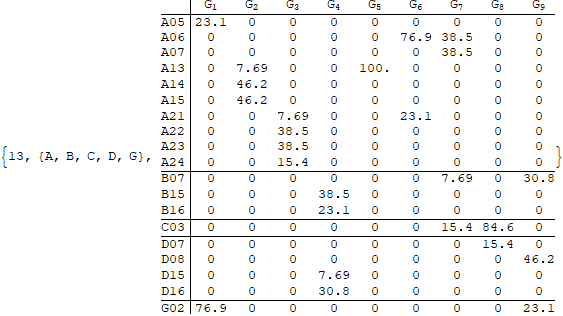 G₁ G₂ G₃ G₄ G₅ G₆ G₇ G₈ G₉
A05 23.1 0 0 0 0 0 0 0 0
A06 0 0 0 0 0 76.9 38.5 0 0
A07 0 0 0 0 0 0 38.5 0 0
A13 0 7.69 0 0 100. 0 0 0 0
A14 0 46.2 0 0 0 0 0 0 0
A15 0 46.2 0 0 0 0 0 0 0
A21 0 0 7.69 0 0 23.1 0 0 0
A22 0 0 38.5 0 0 0 0 0 0
A23 0 0 38.5 0 0 0 0 0 0
{13, {A, B, C, D, G}, A24 0 0 15.4 0 0 0 0 0 0 }
B07 0 0 0 0 0 0 7.69 0 30.8
B15 0 0 0 38.5 0 0 0 0 0
B16 0 0 0 23.1 0 0 0 0 0
C03 0 0 0 0 0 0 15.4 84.6 0
D07 0 0 0 0 0 0 0 15.4 0
D08 0 0 0 0 0 0 0 0 46.2
D15 0 0 0 7.69 0 0 0 0 0
D16 0 0 0 30.8 0 0 0 0 0
G02 76.9 0 0 0 0 0 0 0 23.1